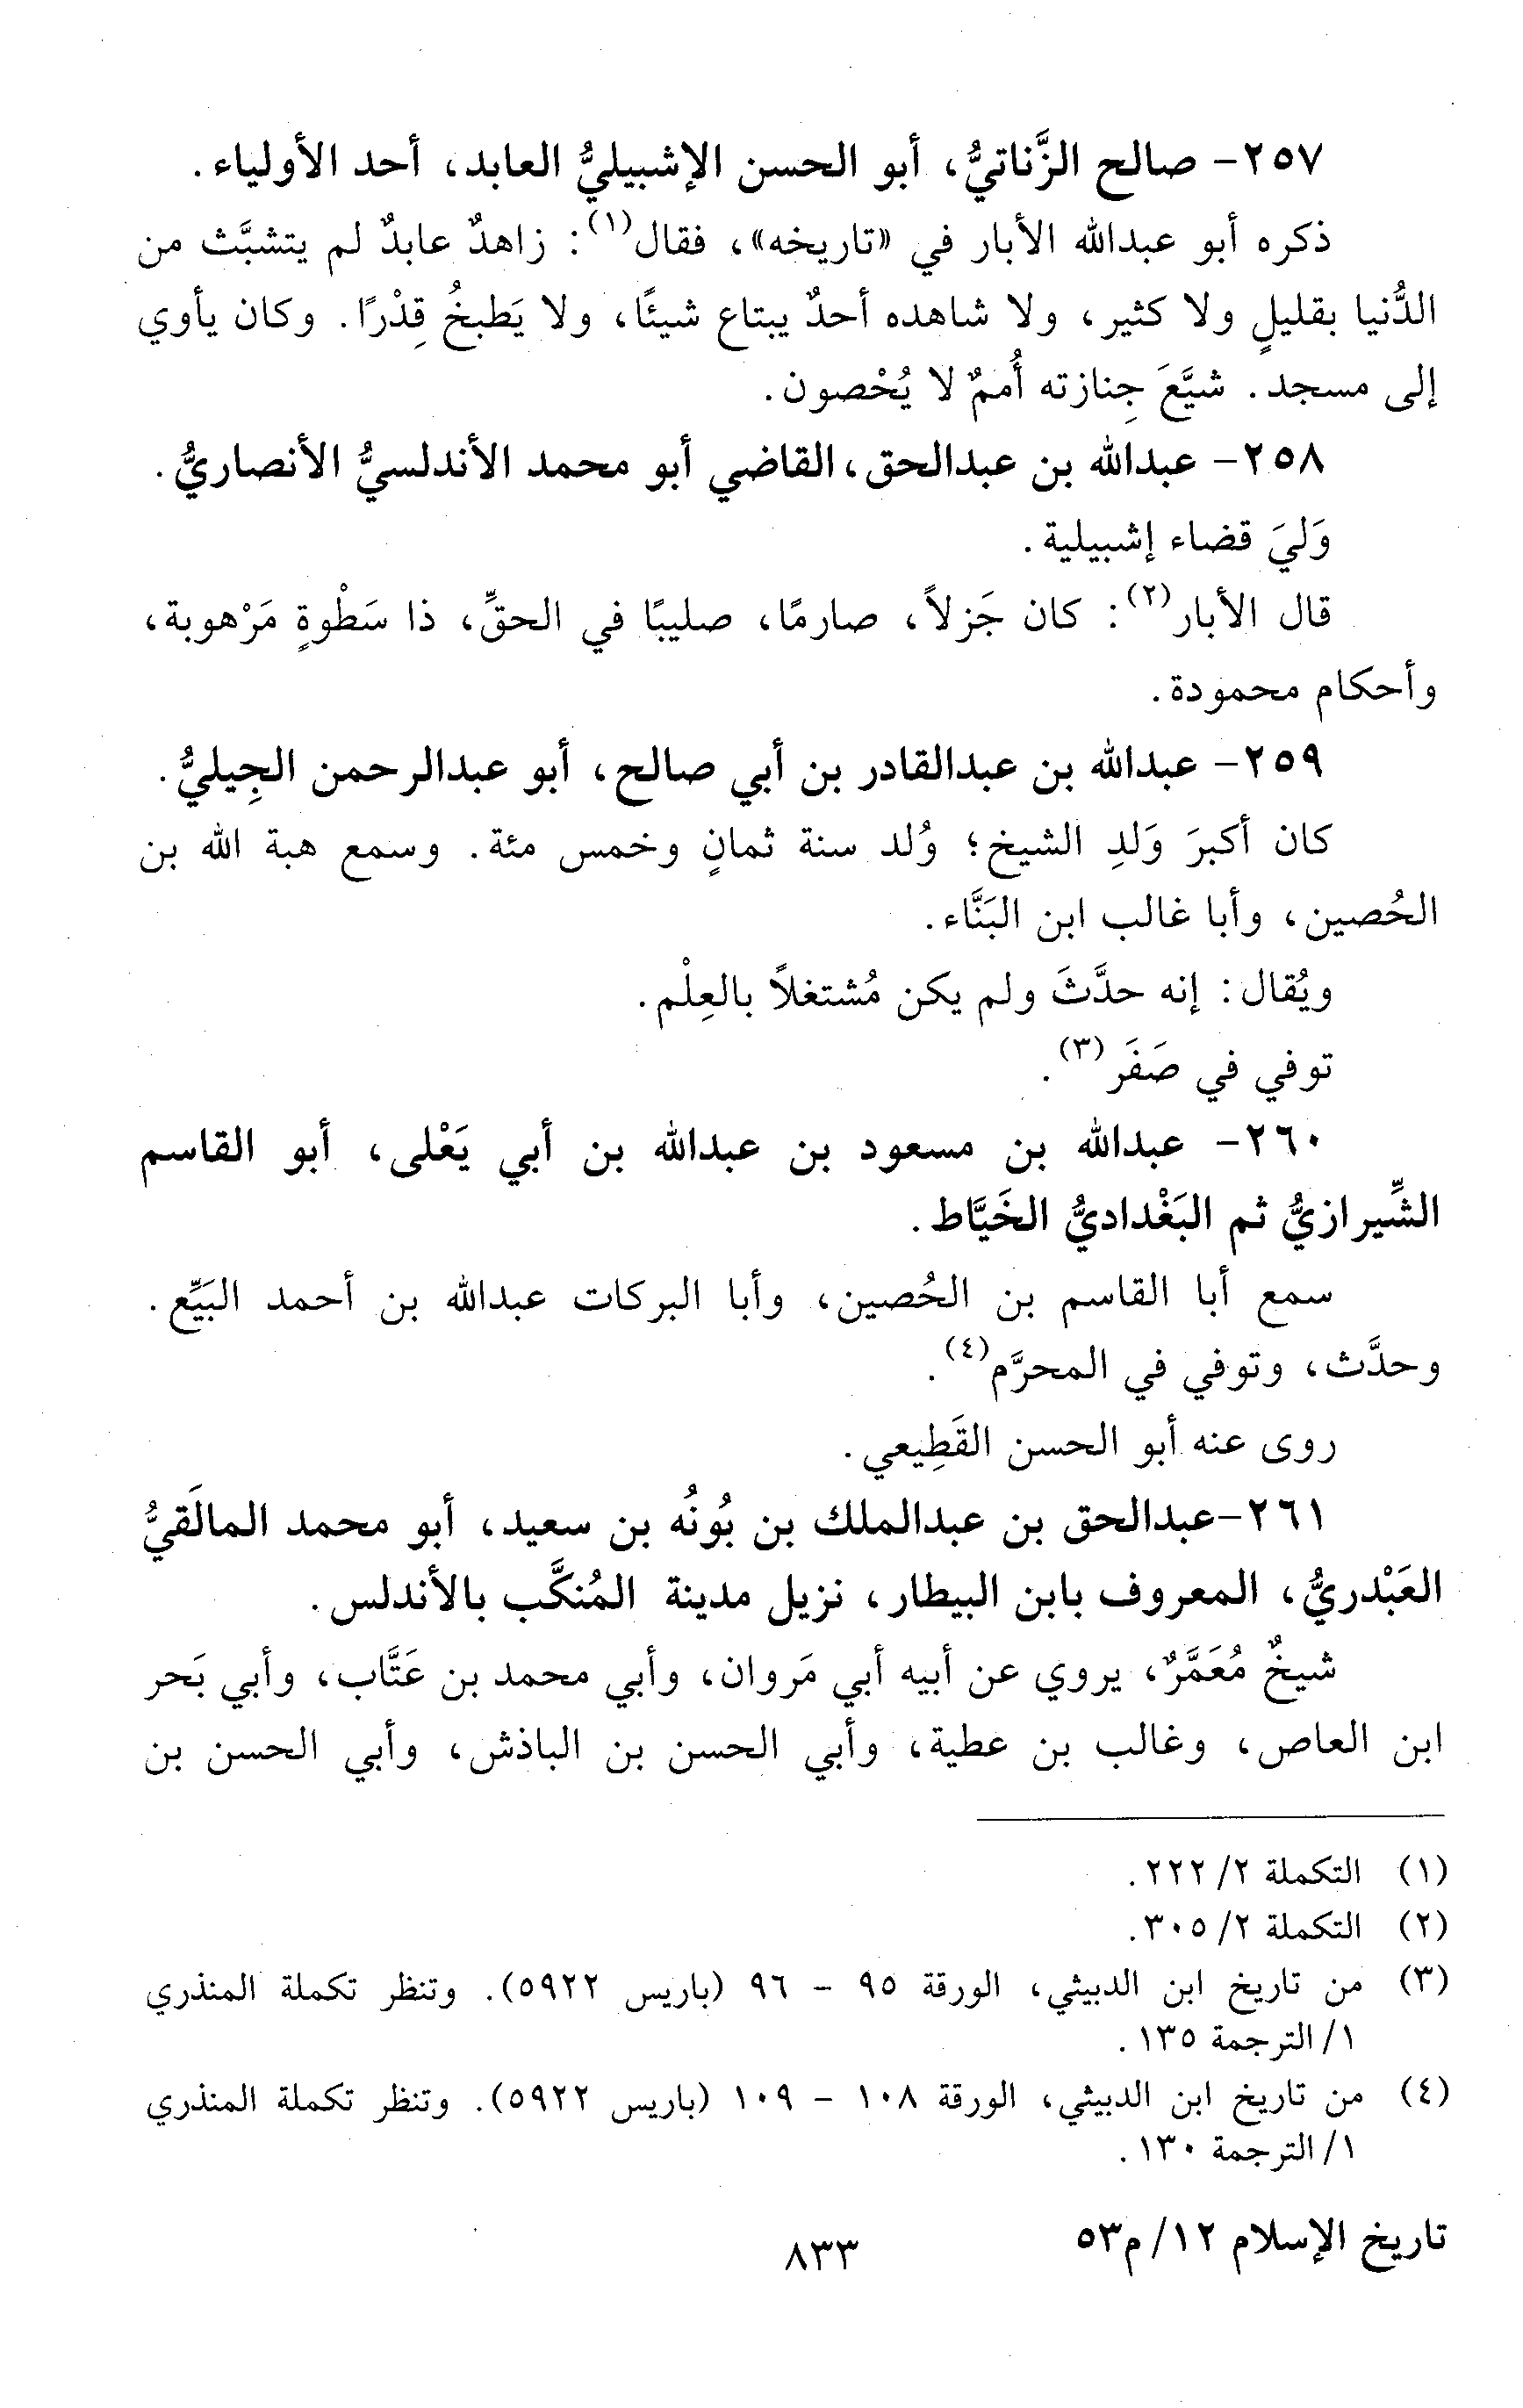 ٢٥٧- صالح الزَّناتيُّ، أبو الحسن الإشبيليُّ العابد، أحد الأولياء.
ذكره أبو عبدالله الأبار في «تاريخه»، فقال(١): زاهدٌ عابدٌ لم يتشبَّث من
الدُّنيا بقليلٍ ولا كثير، ولا شاهده أحدٌ يبتاع شيئًا، ولا يَطبخُ قِدْرًا. وكان يأوي
إلى مسجد. شيَّعَ جِنازته أُممٌ لا يُحْصون.
٢٥٨- عبدالله بن عبدالحق، القاضي أبو محمد الأندلسيُّ الأنصاريُّ.
وَليَ قضاء إشبيلية.
قال الأبار(٢): كان جَزلاً، صارمًا، صليبًا في الحقِّ، ذا سَطْوةٍ مَرْهوبة،
وأحكام محمودة.
٢٥٩- عبدالله بن عبدالقادر بن أبي صالح، أبو عبدالرحمن الجِيليُّ.
كان أكبرَ وَلدِ الشيخ؛ وُلد سنة ثمانٍ وخمس مئة. وسمع هبة الله بن
الحُصين، وأبا غالب ابن البَنَّاء.
ويُقال: إنه حدَّثَ ولم يكن مُشتغلاً بالعِلْم.
توفي في صَفَر(٣).
٢٦٠- عبدالله بن مسعود بن عبدالله بن أبي يَعْلى، أبو القاسم
الشِّيرازيُّ ثم البَغْداديُّ الخَيَّاط.
سمع أبا القاسم بن الحُصين، وأبا البركات عبدالله بن أحمد البَيِّع.
وحدَّث، وتوفي في المحرَّم(٤).
روى عنه أبو الحسن القَطِيعي.
٢٦١-عبدالحق بن عبدالملك بن بُونُه بن سعيد، أبو محمد المالَقيُّ
العَبْدريُّ، المعروف بابن البيطار، نزيل مدينة المُنكَّب بالأندلس.
شيخٌ مُعَمَّرٌ، يروي عن أبيه أبي مَروان، وأبي محمد بن عَتَّاب، وأبي بَحر
ابن العاص، وغالب بن عطية، وأبي الحسن بن الباذش، وأبي الحسن بن
(١) التكملة ٢/ ٢٢٢.
(٢) التكملة ٢/ ٣٠٥.
(٣) من تاريخ ابن الدبيثي، الورقة ٩٥ - ٩٦ (باريس ٥٩٢٢). وتنظر تكملة المنذري
١/ الترجمة ١٣٥.
(٤) من تاريخ ابن الدبيثي، الورقة ١٠٨ - ١٠٩ (باريس ٥٩٢٢). وتنظر تكملة المنذري
١/ الترجمة ١٣٠.
تاريخ الإسلام ١٢/ م٥٣
٨٣٣